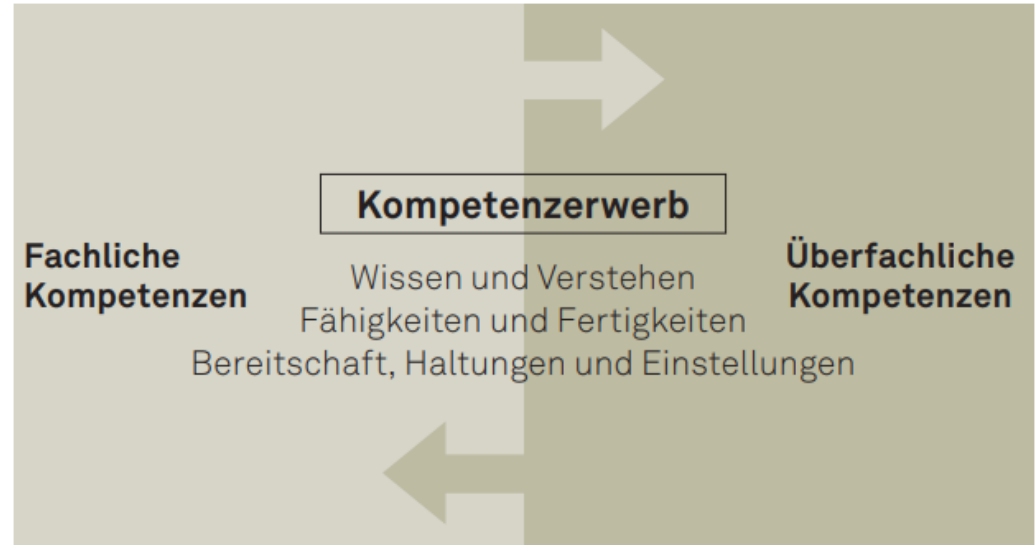 Kompetenzerwerb
Fachliche
Kompetenzen
Wissen und Verstehen
Fähigkeiten und Fertigkeiten
Bereitschaft, Haltungen und Einstellungen
Überfachliche
Kompetenzen